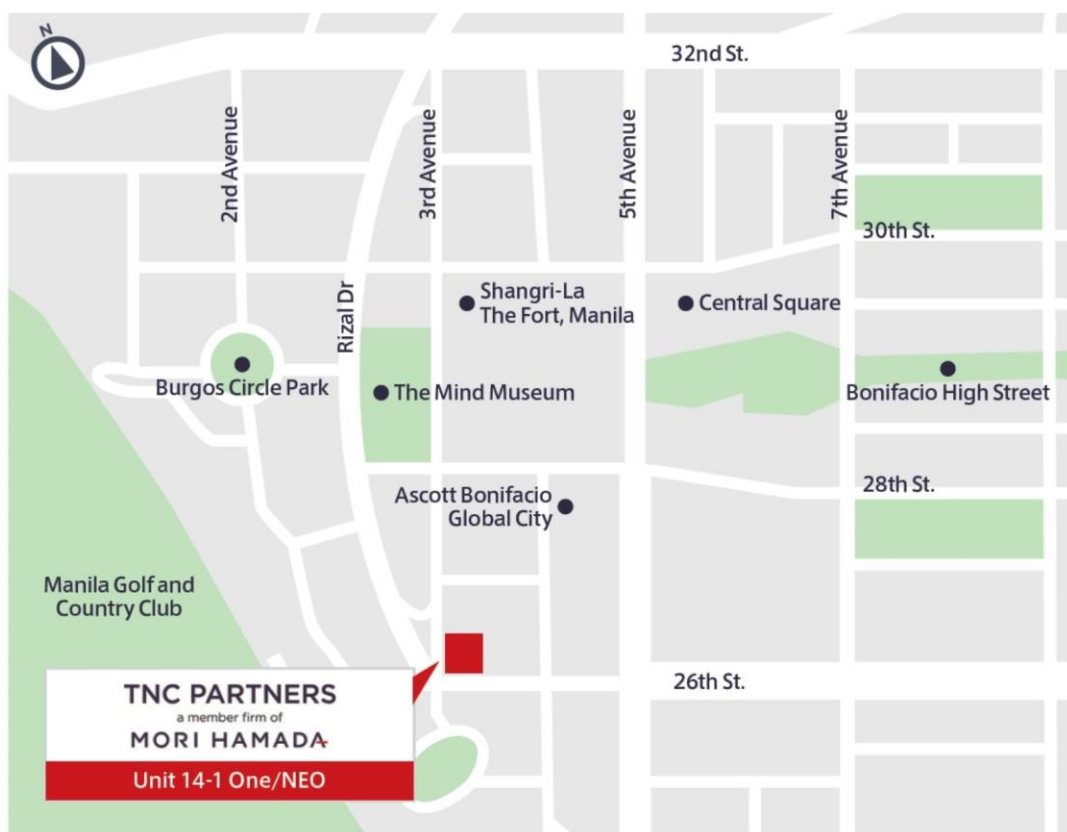 N
32nd St.
2nd Avenue
3rd Avenue
5th Avenue
7th Avenue
30th St.
Rizal Dr
Shangri-La
The Fort, Manila
Central Square
Burgos Circle Park
The Mind Museum
Bonifacio High Street
28th St.
Ascott Bonifacio
Global City
Manila Golf and
Country Club
26th St.
TNC PARTNERS
a member firm of
MORI HAMADA
Unit 14-1 One/NEO